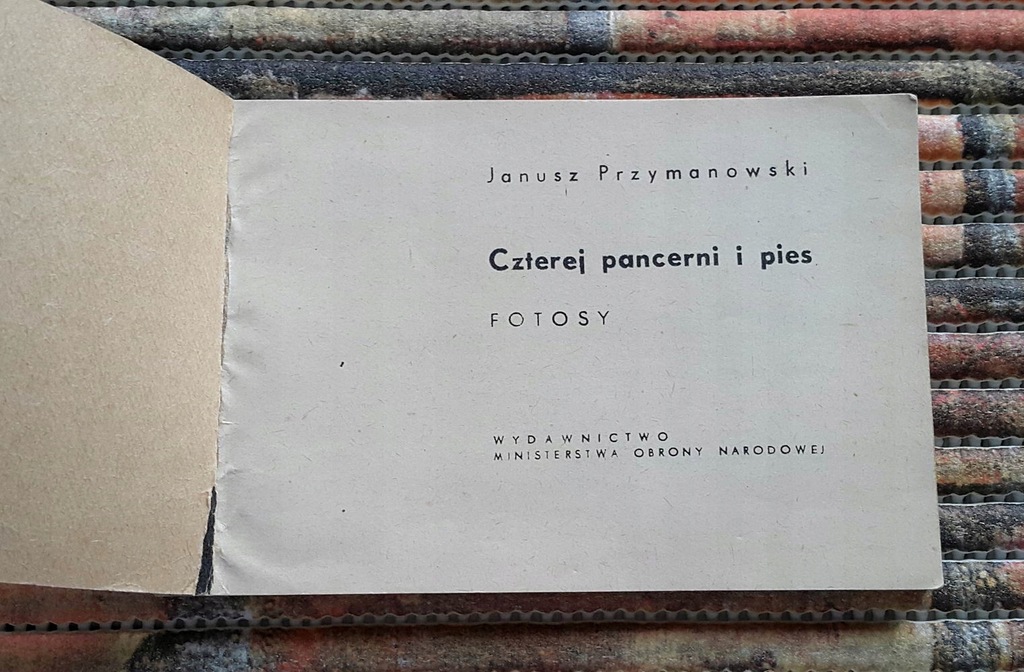 Janusz Przymanowski
Czterej pancerni i pies
FOTOSY
WYDAWNICTWO
MINISTERSTWA OBRONY NARODOWEJ